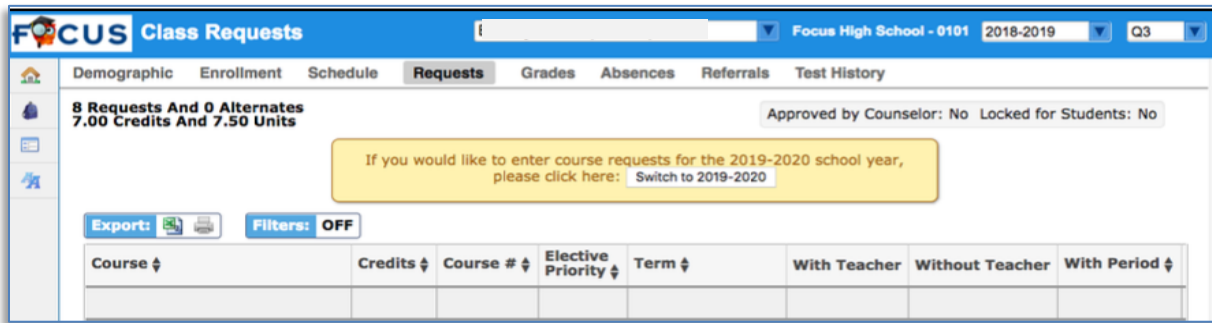 FOCUS Class Requests Focus High School - 0101 2018-2019 Q3
Demographic Enrollment Schedule Requests Grades Absences Referrals Test History
8 Requests And 0 Alternates
7.00 Credits And 7.50 Units
Approved by Counselor: No Locked for Students: No
If you would like to enter course requests for the 2019-2020 school year,
please click here: Switch to 2019-2020
Export: Filters: OFF
Course Credits Course # Elective Priority Term With Teacher Without Teacher With Period